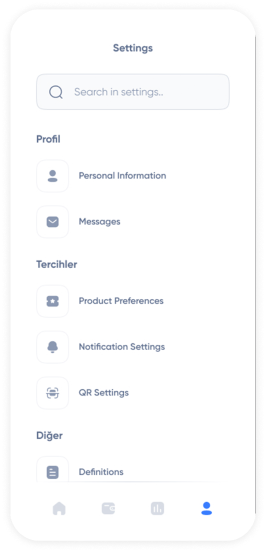 Settings
Search in settings..
Profil
Personal Information
Messages
Tercihler
Product Preferences
Notification Settings
QR Settings
Diğer
Definitions